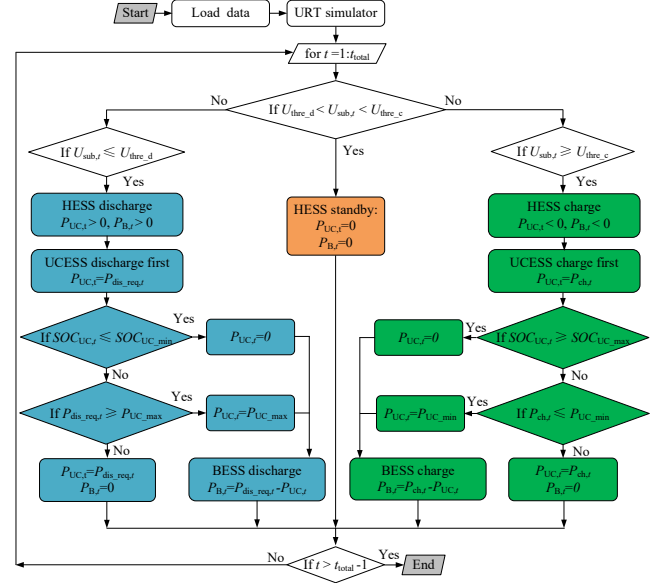 Start
Load data
URT simulator
for t =1:t_total
If U_thre_d < U_sub,t < U_thre_c
No
No
Yes
If U_sub,t ≤ U_thre_d
If U_sub,t ≥ U_thre_c
Yes
Yes
HESS discharge
P_UC,t > 0, P_B,t > 0
HESS standby:
P_UC,t=0
P_B,t=0
HESS charge
P_UC,t < 0, P_B,t < 0
UCESS discharge first
P_UC,t=P_dis_req,t
UCESS charge first
P_UC,t=P_ch,t
If SOC_UC,t ≤ SOC_UC_min
Yes
P_UC,t=0
P_UC,t=0
Yes
If SOC_UC,t ≥ SOC_UC_max
No
No
If P_dis_req,t ≥ P_UC_max
Yes
P_UC,t=P_UC_max
P_UC,t=P_UC_min
Yes
If P_ch,t ≤ P_UC_min
No
No
P_UC,t=P_dis_req,t
P_B,t=0
BESS discharge
P_B,t=P_dis_req,t-P_UC,t
BESS charge
P_B,t=P_ch,t-P_UC,t
P_UC,t=P_ch,t
P_B,t=0
No
If t > t_total -1
Yes
End